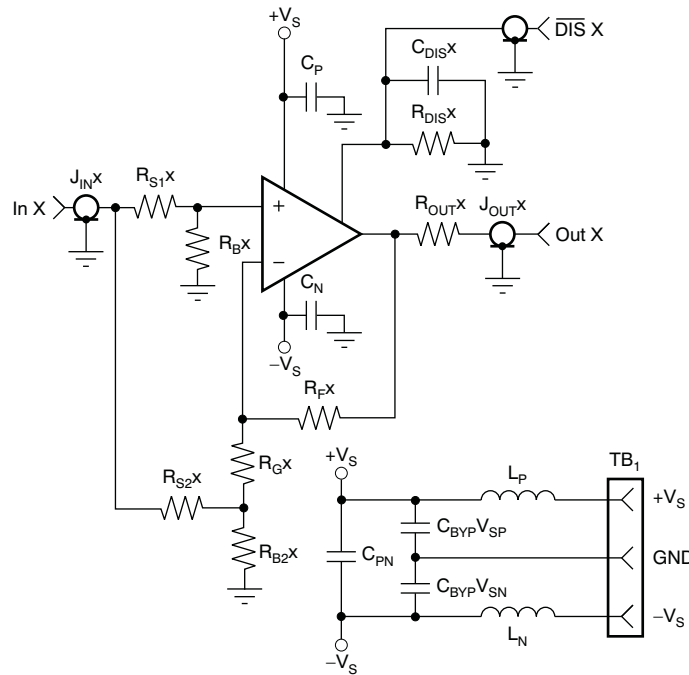 +VS
DIS X
CP
CDISx
RDISx
JINx
RS1x
In X
+
ROUTx
JOUTx
Out X
RBx
−
CN
−VS
RFx
+VS
TB1
RS2x
RGx
LP
+VS
CBYPVSP
RB2x
CPN
GND
CBYPVSN
−VS
LN
−VS